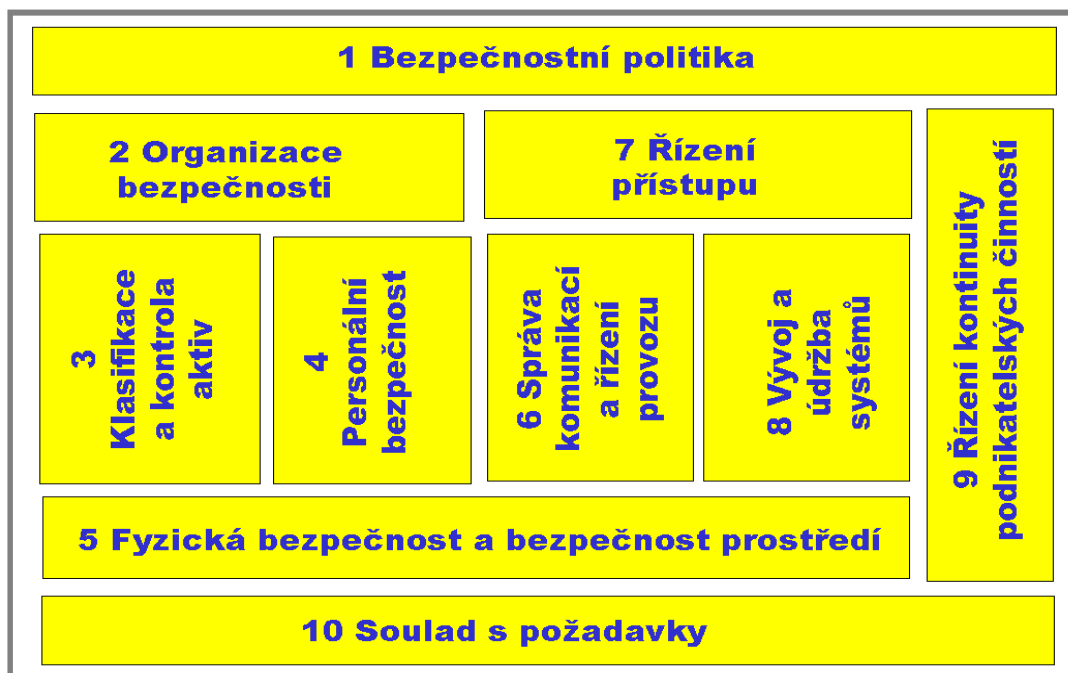 1 Bezpečnostní politika
2 Organizace
bezpečnosti
7 Řízení
přístupu
3
Klasifikace
a kontrola
aktiv
4
Personální
bezpečnost
6 Správa
komunikací
a řízení
provozu
8 Vývoj a
údržba
systémů
9 Řízení kontinuity
podnikatelských činností
5 Fyzická bezpečnost a bezpečnost prostředí
10 Soulad s požadavky